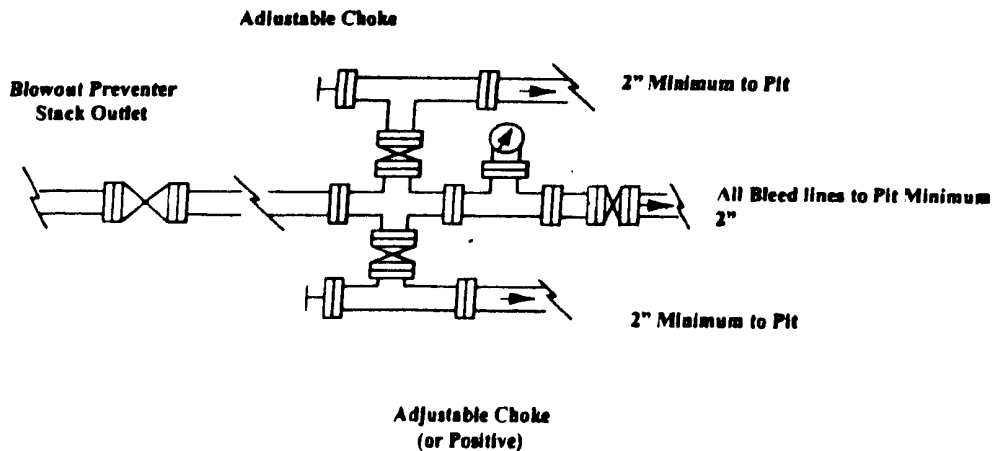 Adjustable Choke
2" Minimum to Pit
Blowout Preventer
Stack Outlet
All Bleed lines to Pit Minimum
2"
2" Minimum to Pit
Adjustable Choke
(or Positive)